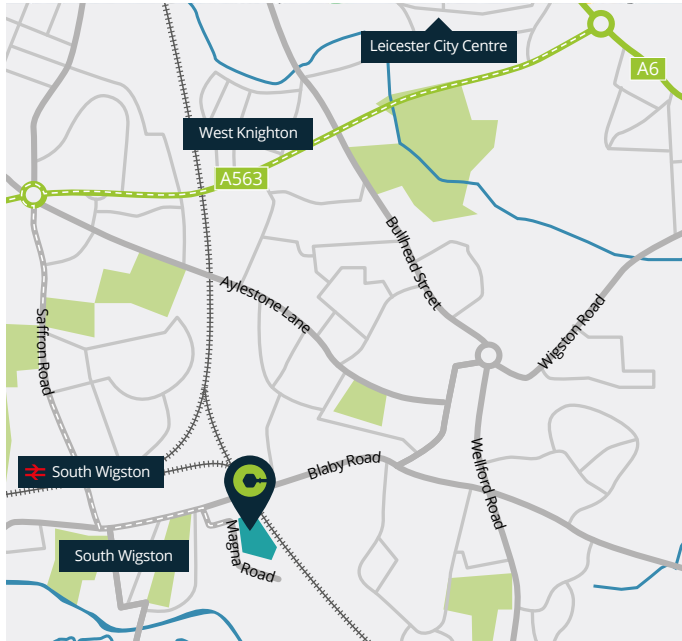 Leicester City Centre
A6
West Knighton
A563
Bullhead Street
Aylestone Lane
Saffron Road
Wigston Road
South Wigston
Blaby Road
Wellford Road
Magna Road
South Wigston